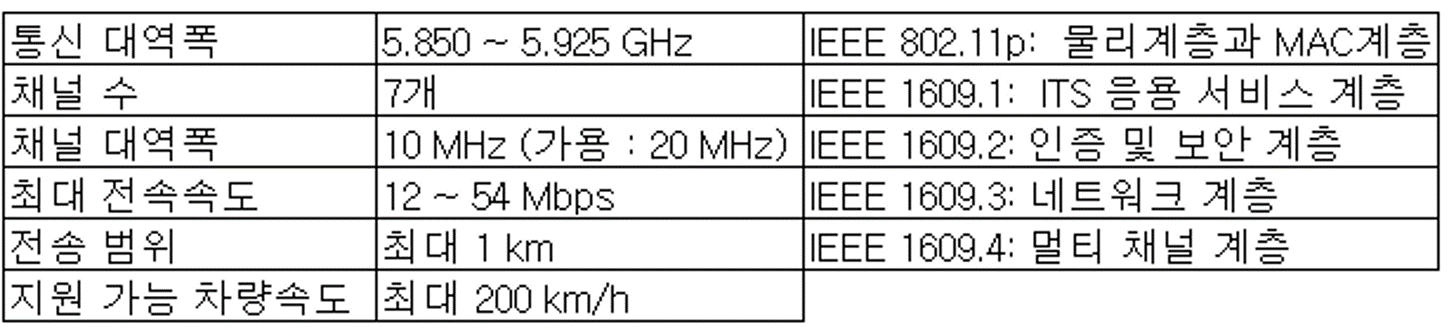 통신 대역폭 5.850 ~ 5.925 GHz IEEE 802.11p: 물리계층과 MAC계층
채널 수 7개 IEEE 1609.1: ITS 응용 서비스 계층
채널 대역폭 10 MHz (가용 : 20 MHz) IEEE 1609.2: 인증 및 보안 계층
최대 전속속도 12 ~ 54 Mbps IEEE 1609.3: 네트워크 계층
전송 범위 최대 1 km IEEE 1609.4: 멀티 채널 계층
지원 가능 차량속도 최대 200 km/h